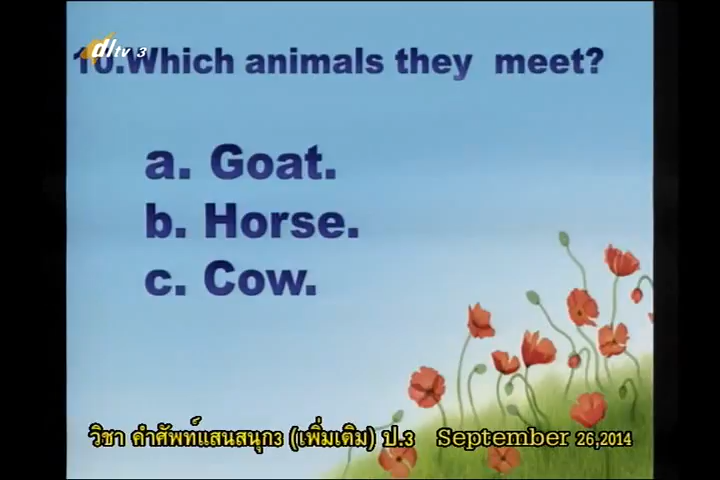 dltv 3
10.Which animals they meet?
a. Goat.
b. Horse.
c. Cow.
วิชา คำศัพท์แสนสนุก3 (เพิ่มเติม) ป.3 September 26,2014